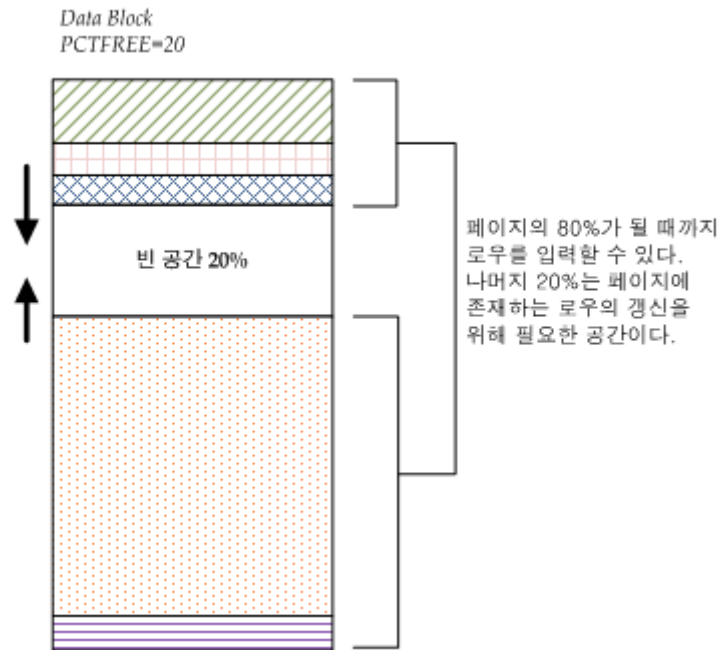 Data Block
PCTFREE=20
빈 공간 20%
페이지의 80%가 될 때까지
로우를 입력할 수 있다.
나머지 20%는 페이지에
존재하는 로우의 갱신을
위해 필요한 공간이다.